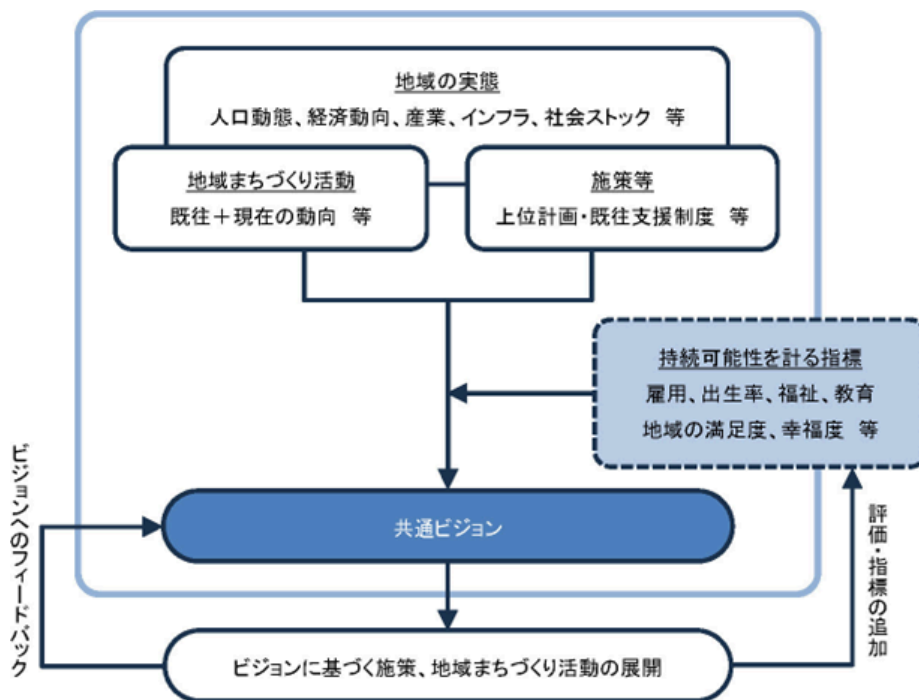 地域の実態
人口動態、経済動向、産業、インフラ、社会ストック 等
地域まちづくり活動
既往＋現在の動向 等
施策等
上位計画・既往支援制度 等
持続可能性を計る指標
雇用、出生率、福祉、教育
地域の満足度、幸福度 等
共通ビジョン
ビジョンへのフィードバック
評価・指標の追加
ビジョンに基づく施策、地域まちづくり活動の展開